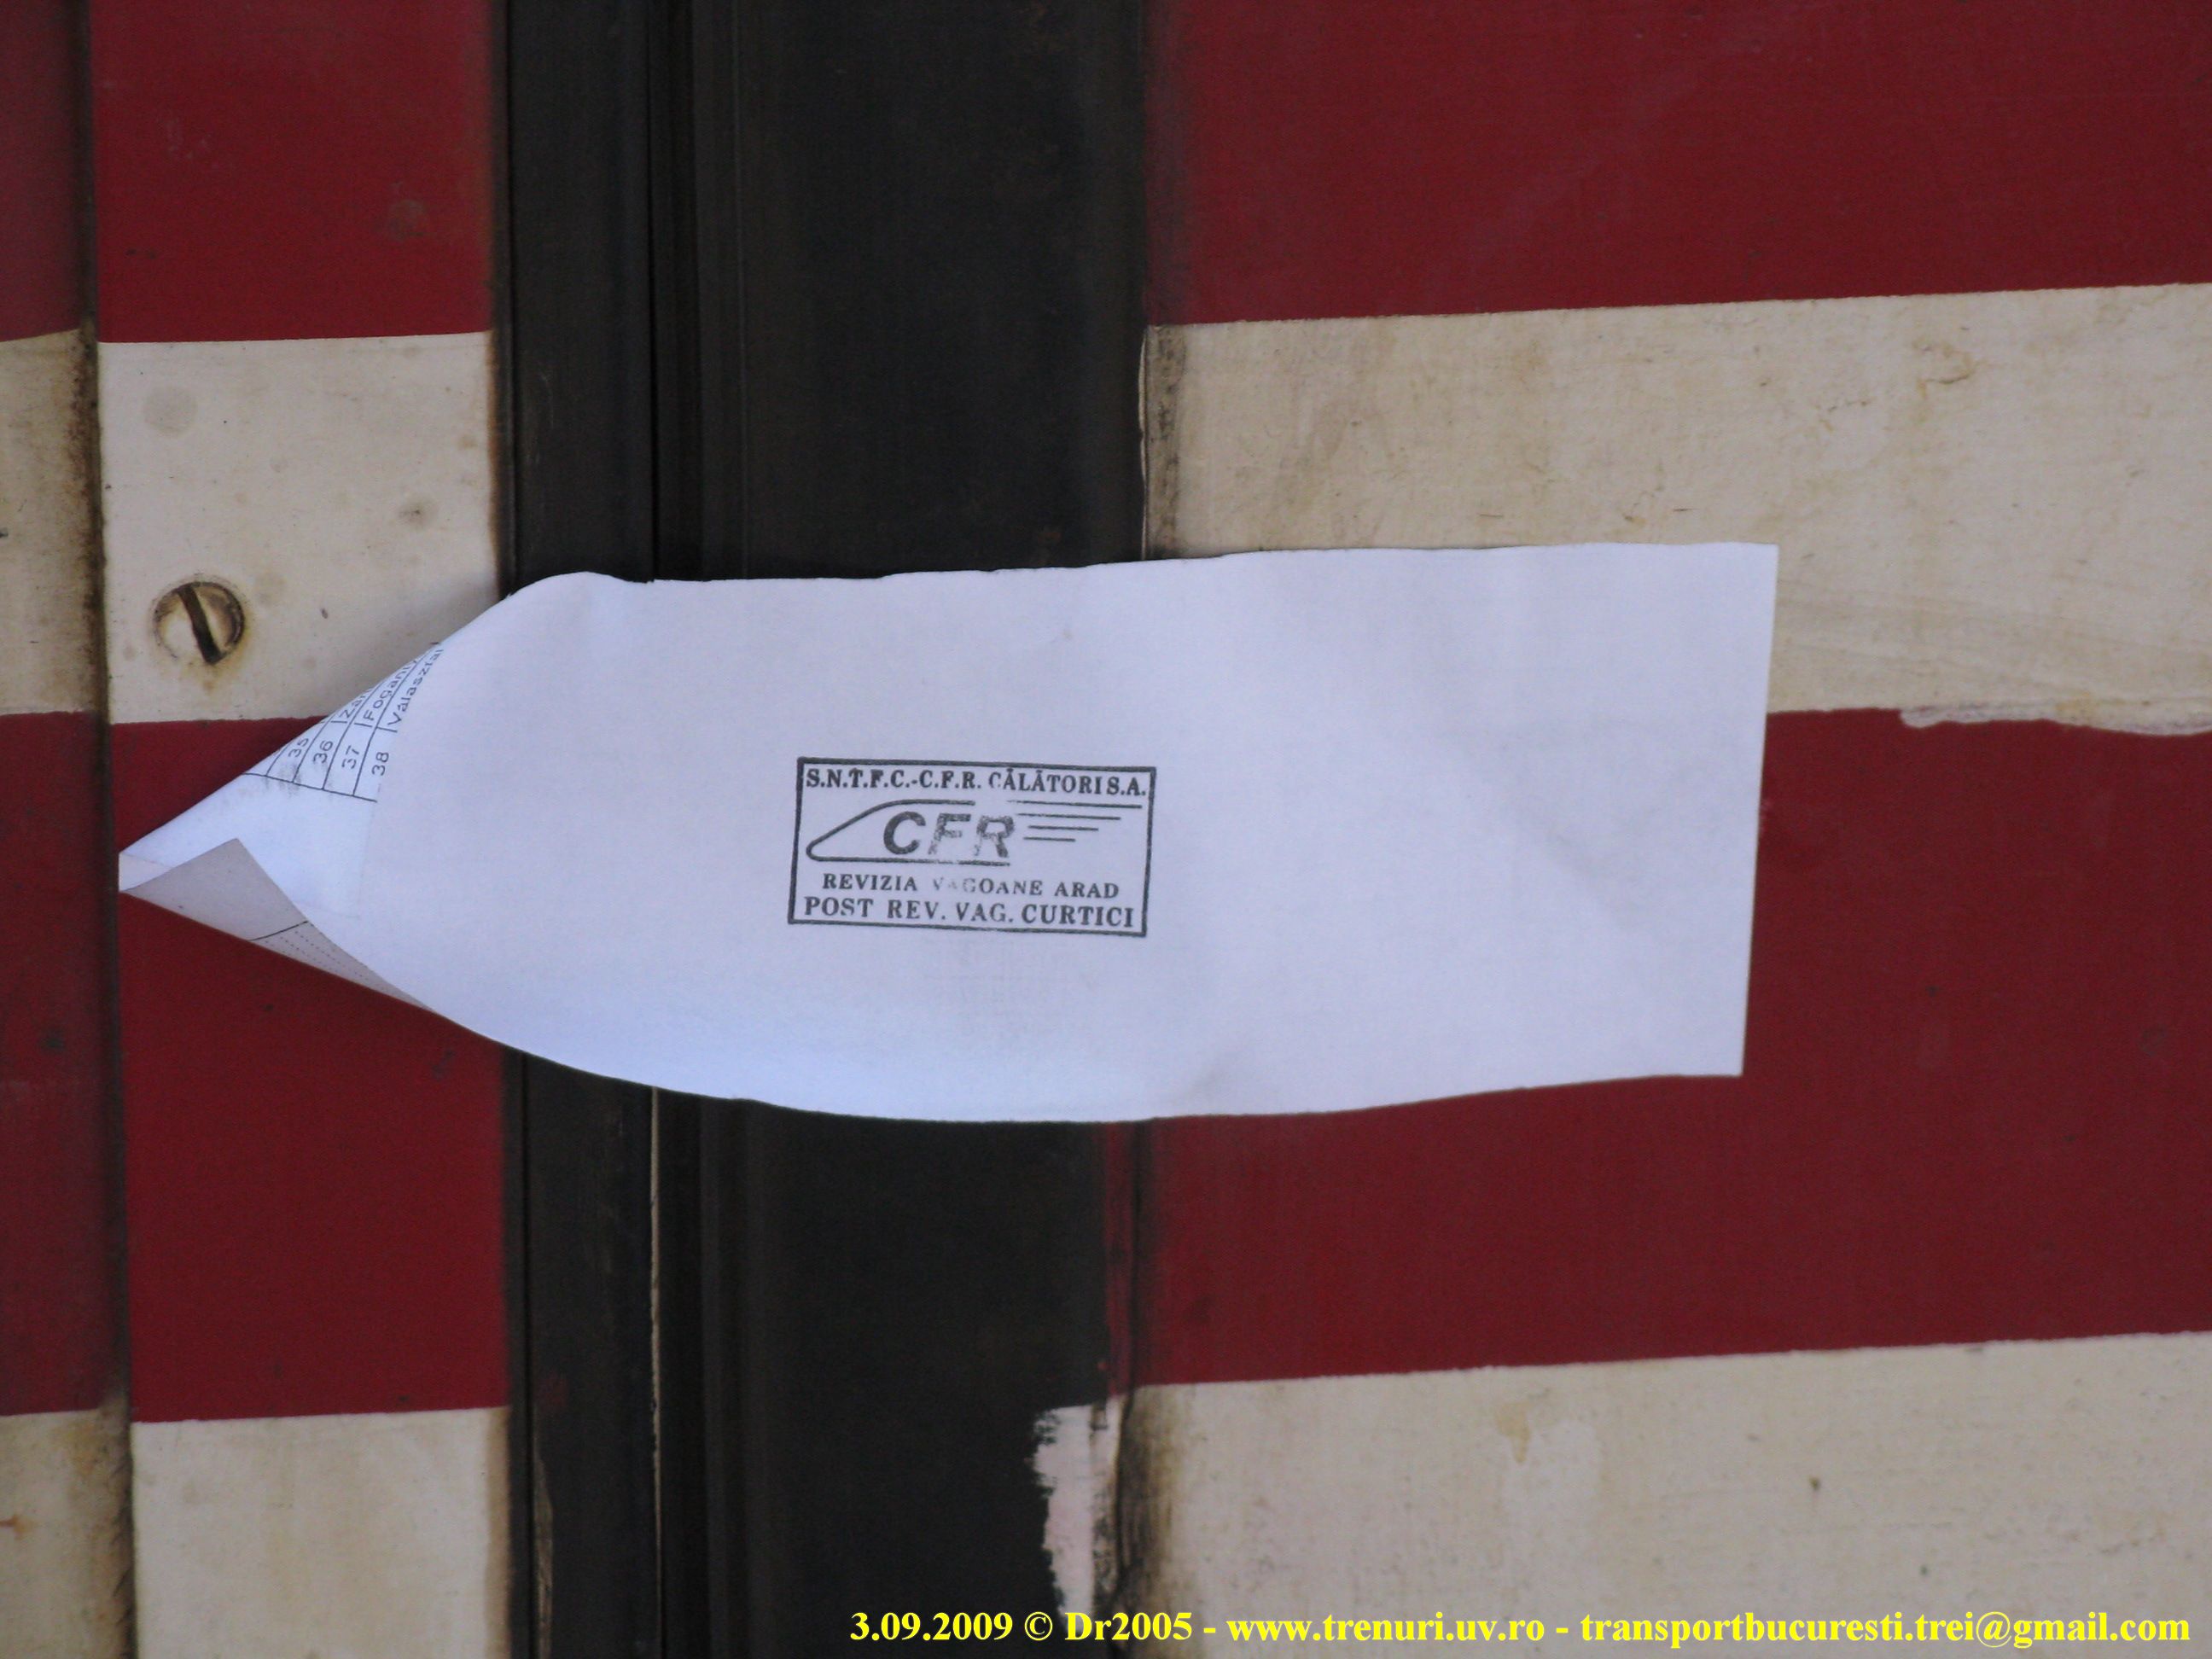 35
36
37
38
S.N.T.F.C.-C.F.R. CĂLĂTORI S.A.
CFR
REVIZIA VAGOANE ARAD
POST REV. VAG. CURTICI
3.09.2009 © Dr2005 - www.trenuri.uv.ro - transportbucuresti.trei@gmail.com